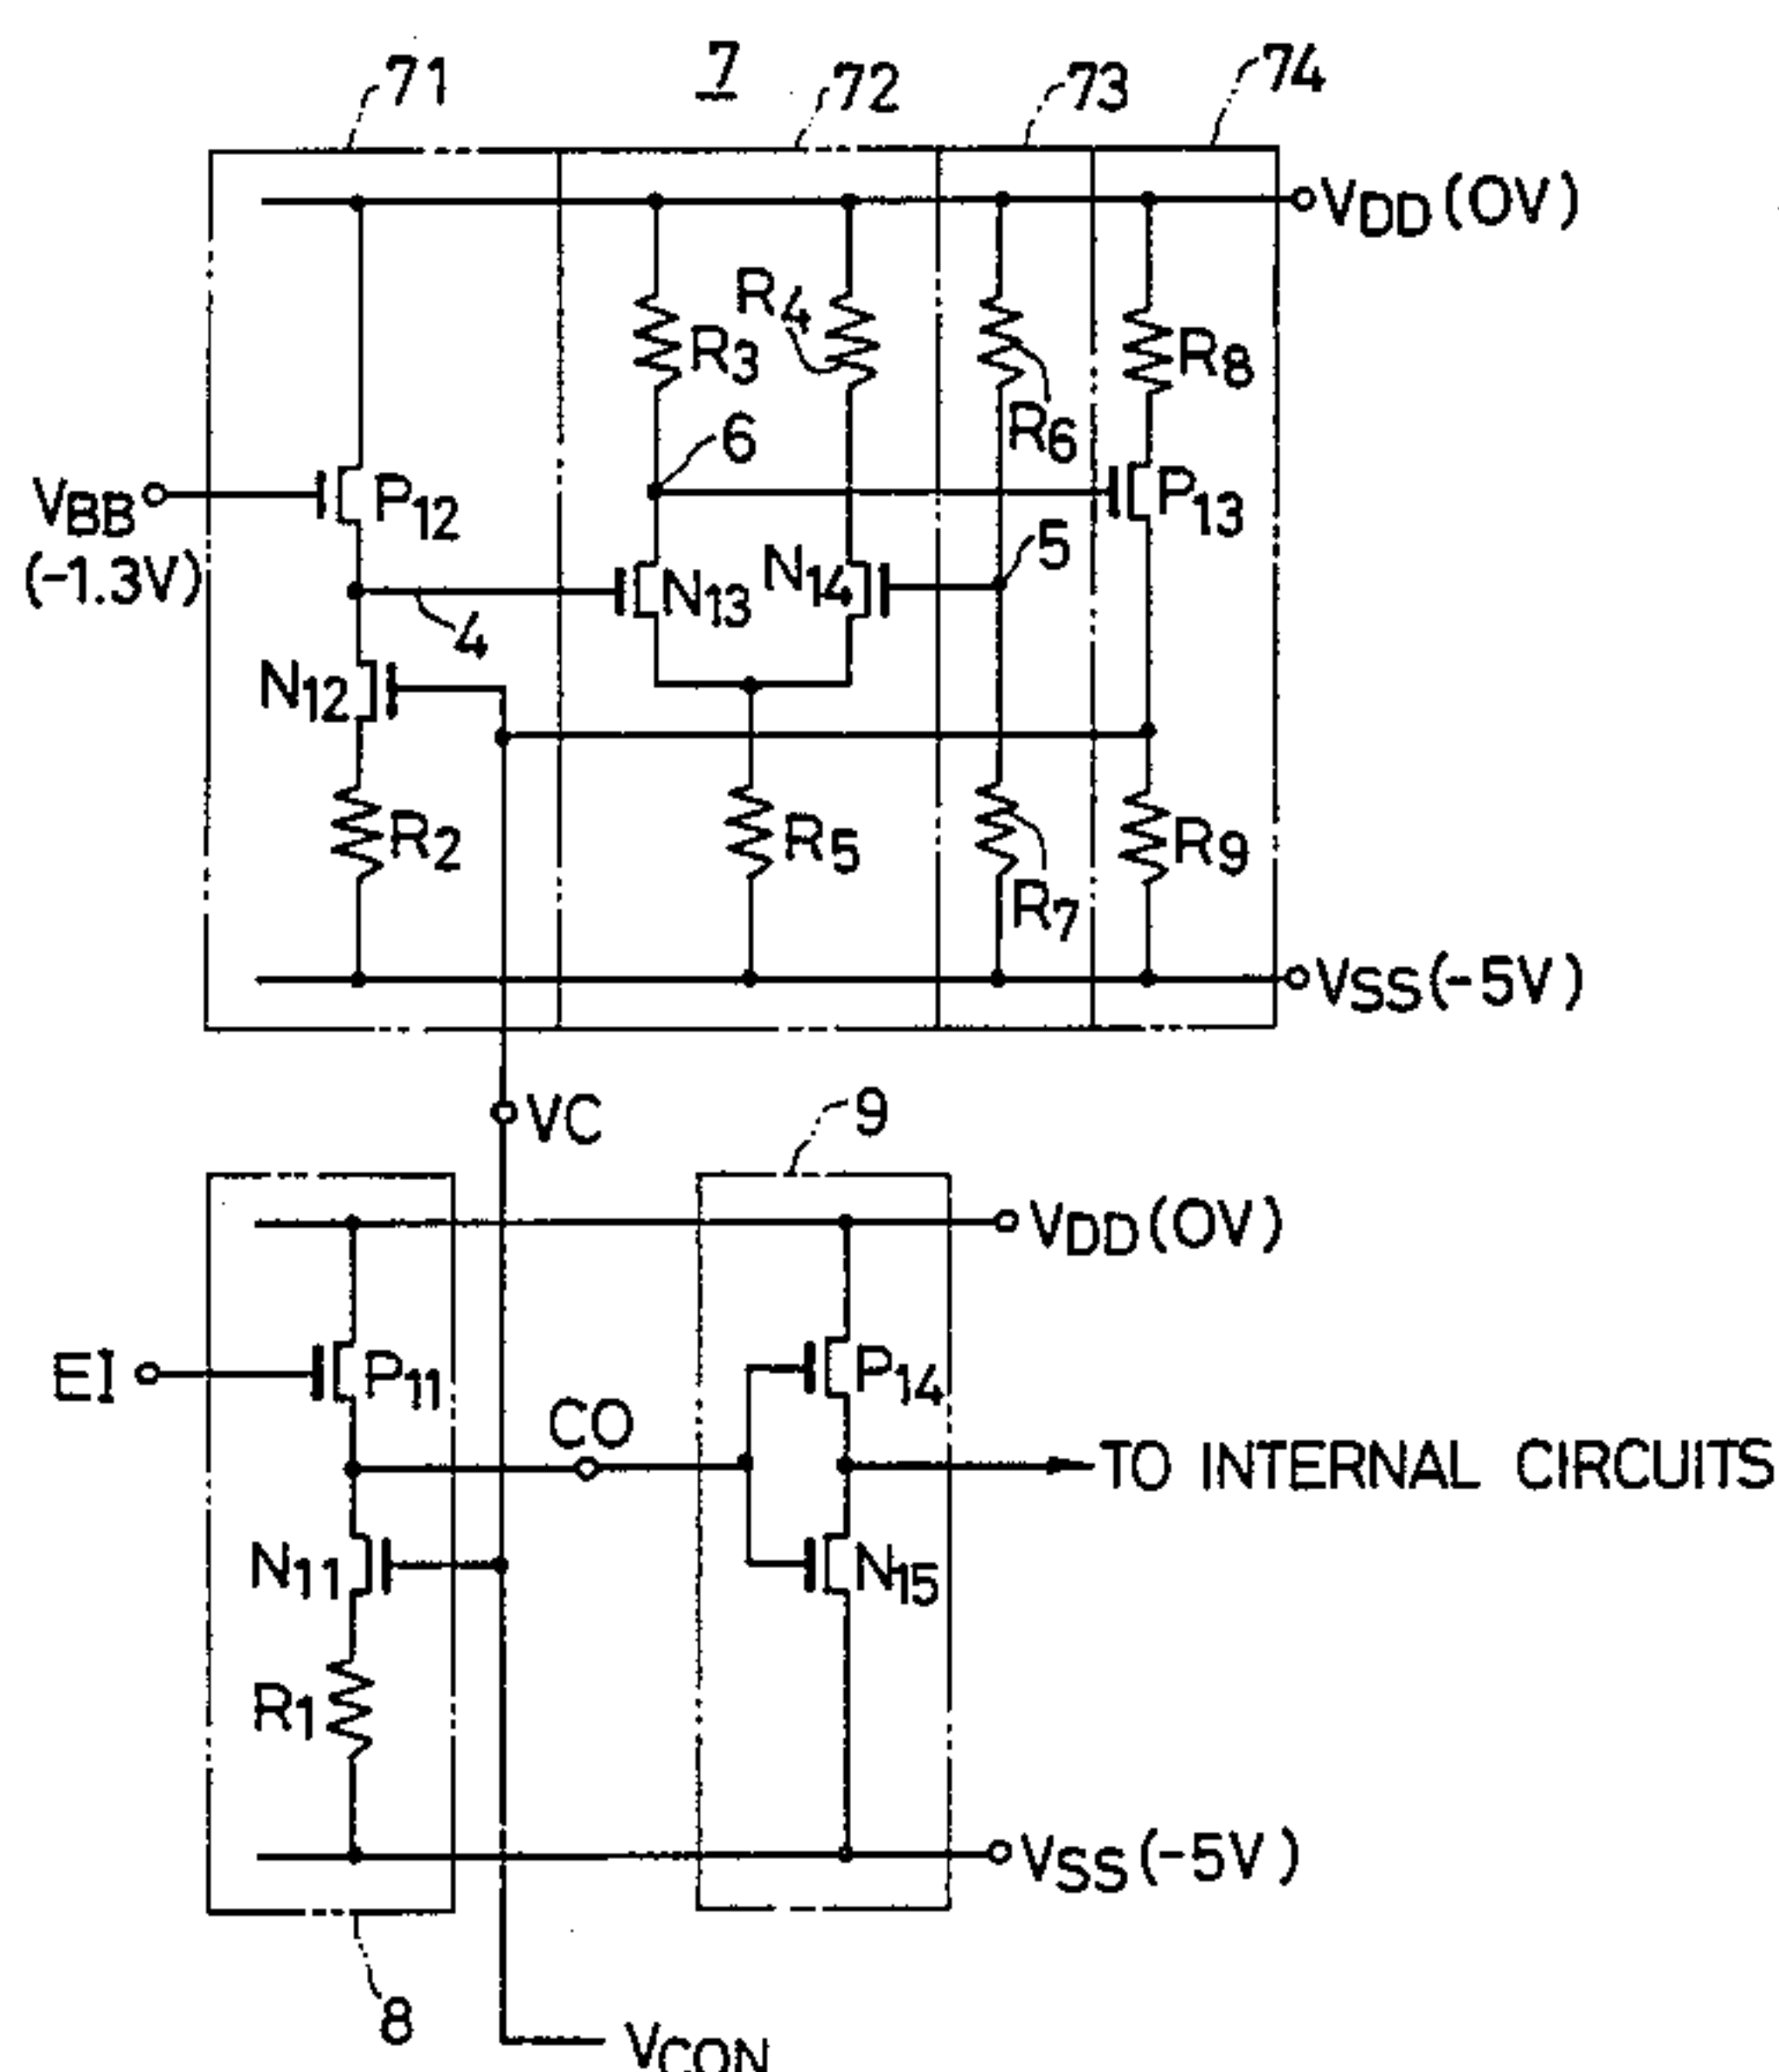 7
71
72
73
74
VDD (0V)
R4
R3
R6
R8
6
VBB
(-1.3V)
P12
P13
5
N13
N14
4
N12
R2
R5
R7
R9
VSS (-5V)
VC
9
VDD (0V)
EI
P11
P14
CO
TO INTERNAL CIRCUITS
N11
N15
R1
VSS (-5V)
8
VCON